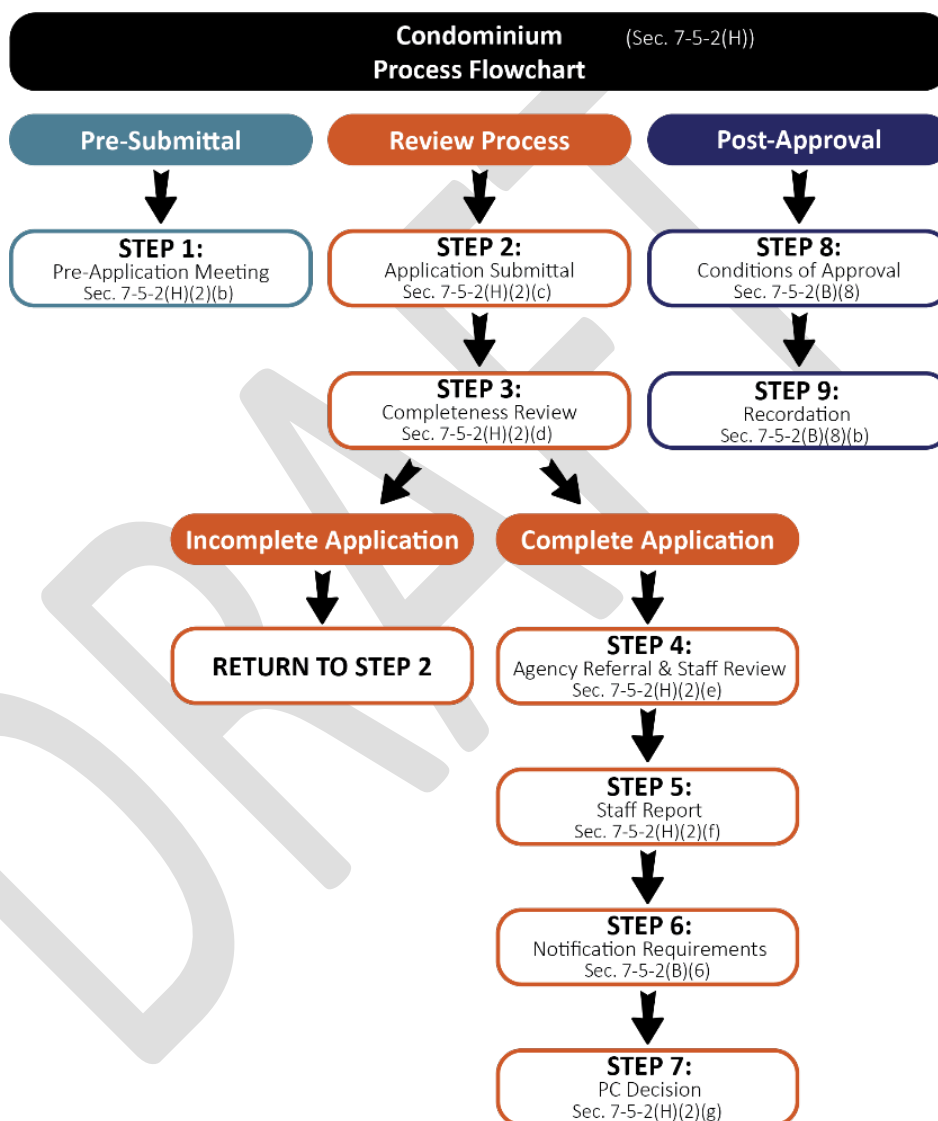 Condominium (Sec. 7-5-2(H))
Process Flowchart
Pre-Submittal
STEP 1:
Pre-Application Meeting
Sec. 7-5-2(H)(2)(b)
Review Process
STEP 2:
Application Submittal
Sec. 7-5-2(H)(2)(c)
STEP 3:
Completeness Review
Sec. 7-5-2(H)(2)(d)
Incomplete Application
RETURN TO STEP 2
Complete Application
STEP 4:
Agency Referral & Staff Review
Sec. 7-5-2(H)(2)(e)
STEP 5:
Staff Report
Sec. 7-5-2(H)(2)(f)
STEP 6:
Notification Requirements
Sec. 7-5-2(B)(6)
STEP 7:
PC Decision
Sec. 7-5-2(H)(2)(g)
Post-Approval
STEP 8:
Conditions of Approval
Sec. 7-5-2(B)(8)
STEP 9:
Recordation
Sec. 7-5-2(B)(8)(b)
DRAFT